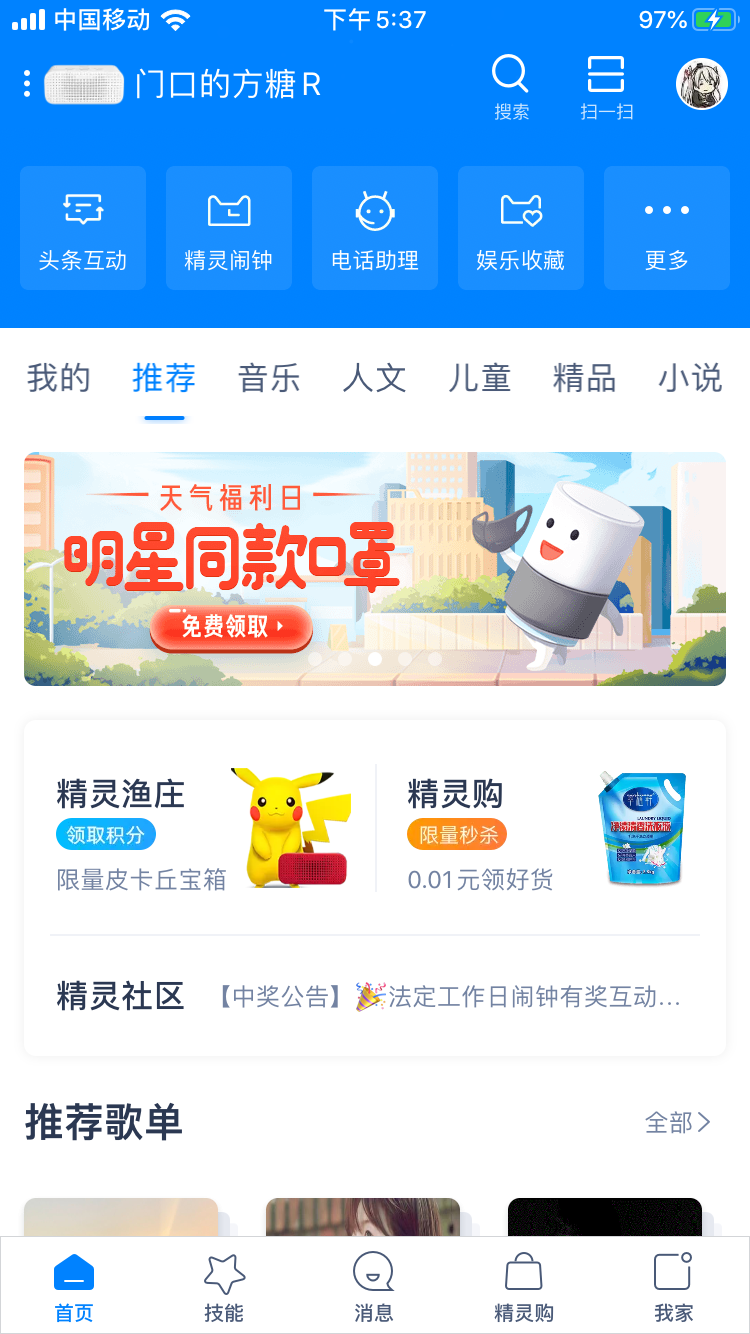 中国移动 下午5:37 97%
门口的方糖R
搜索 扫一扫
头条互动 精灵闹钟 电话助理 娱乐收藏 更多
我的 推荐 音乐 人文 儿童 精品 小说
天气福利日
明星同款口罩
免费领取
精灵渔庄
领取积分
限量皮卡丘宝箱
精灵购
限量秒杀
0.01元领好货
LAUNDRY LIQUID
精灵社区 【中奖公告】🎉法定工作日闹钟有奖互动...
推荐歌单 全部
首页 技能 消息 精灵购 我家